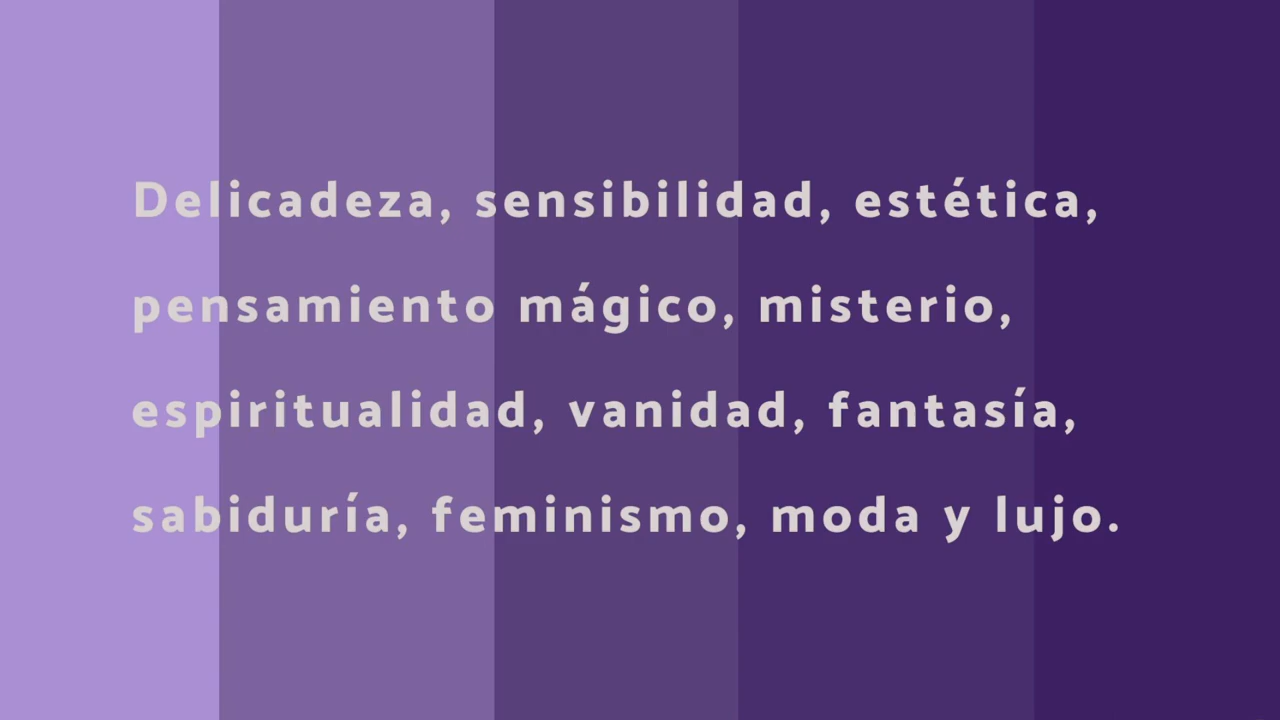 Delicadeza, sensibilidad, estética,
pensamiento mágico, misterio,
espiritualidad, vanidad, fantasía,
sabiduría, feminismo, moda y lujo.